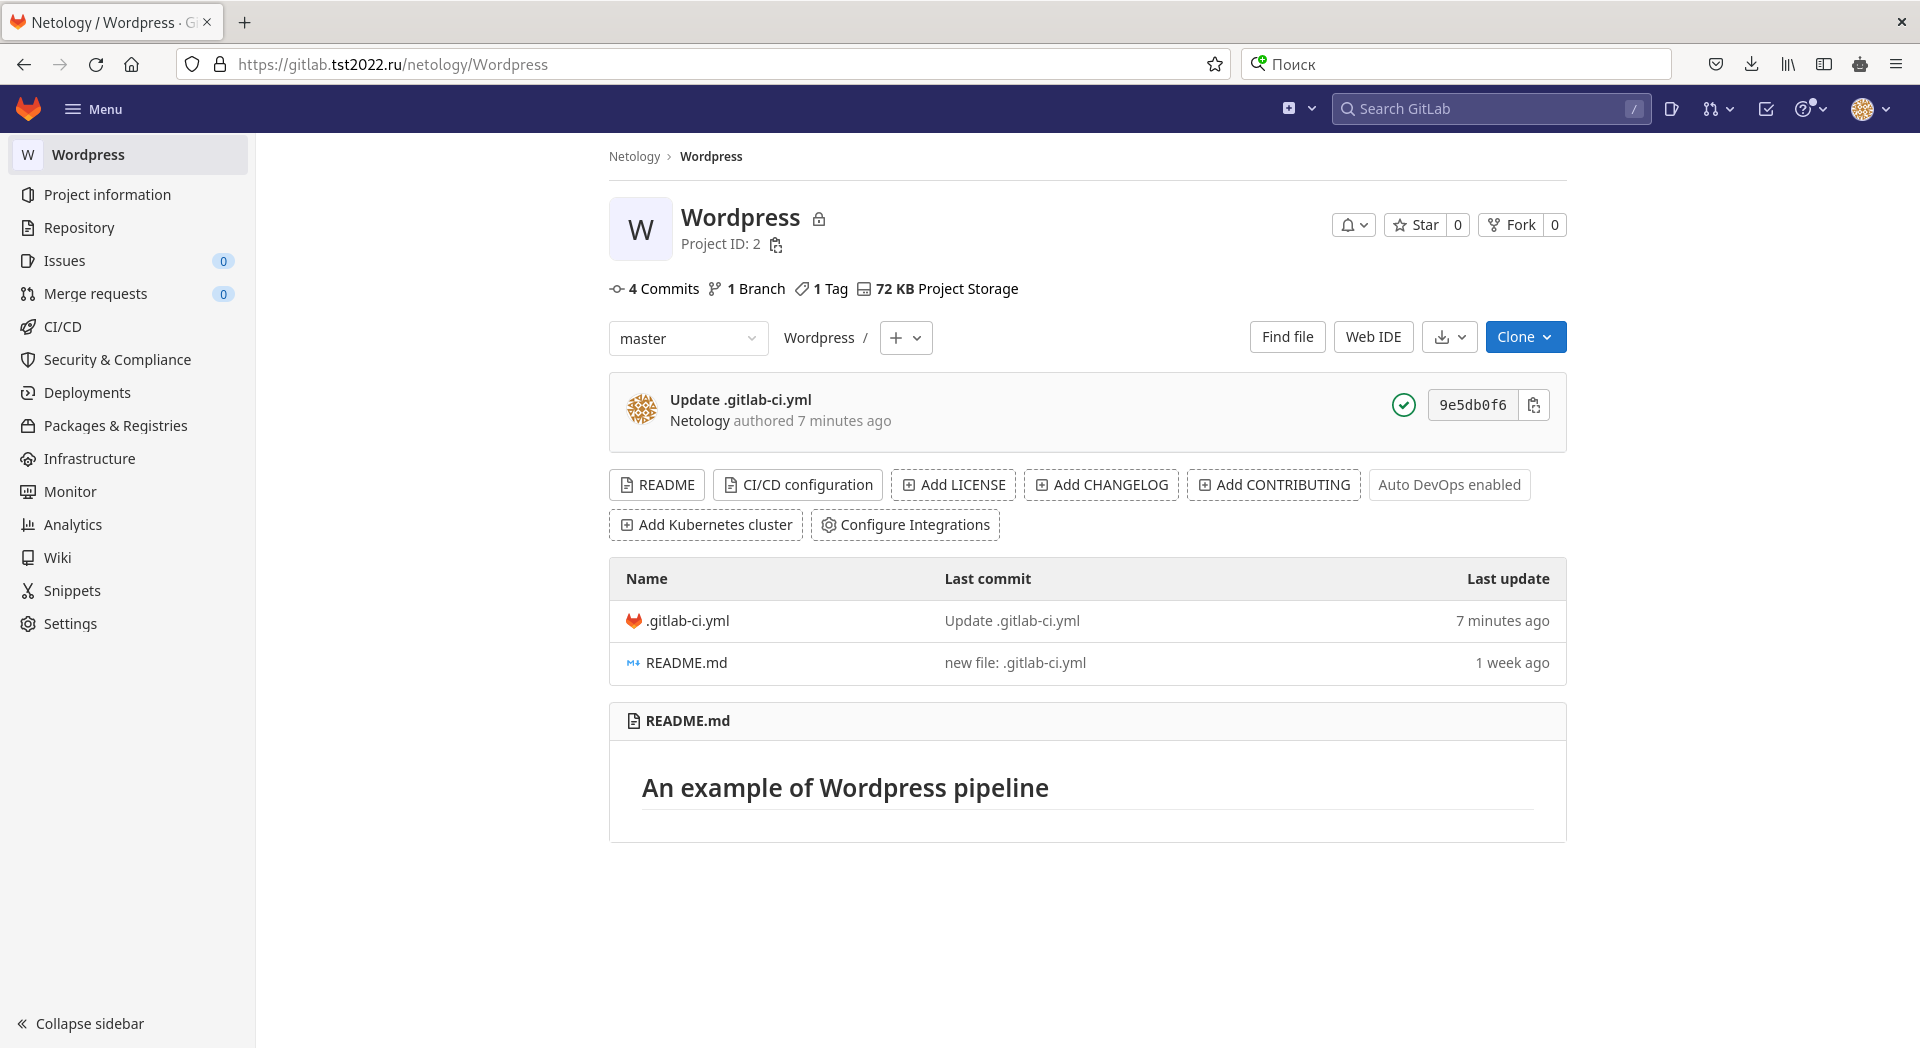 Netology / Wordpress · G
https://gitlab.tst2022.ru/netology/Wordpress
Поиск
Menu
Search GitLab
/
W Wordpress
Project information
Repository
Issues 0
Merge requests 0
CI/CD
Security & Compliance
Deployments
Packages & Registries
Infrastructure
Monitor
Analytics
Wiki
Snippets
Settings
Collapse sidebar
Netology › Wordpress
W
Wordpress
Project ID: 2
Star 0
Fork 0
4 Commits 1 Branch 1 Tag 72 KB Project Storage
master
Wordpress /
Find file
Web IDE
Clone
Update .gitlab-ci.yml
Netology authored 7 minutes ago
9e5db0f6
README
CI/CD configuration
Add LICENSE
Add CHANGELOG
Add CONTRIBUTING
Auto DevOps enabled
Add Kubernetes cluster
Configure Integrations
Name Last commit Last update
.gitlab-ci.yml Update .gitlab-ci.yml 7 minutes ago
README.md new file: .gitlab-ci.yml 1 week ago
README.md
An example of Wordpress pipeline